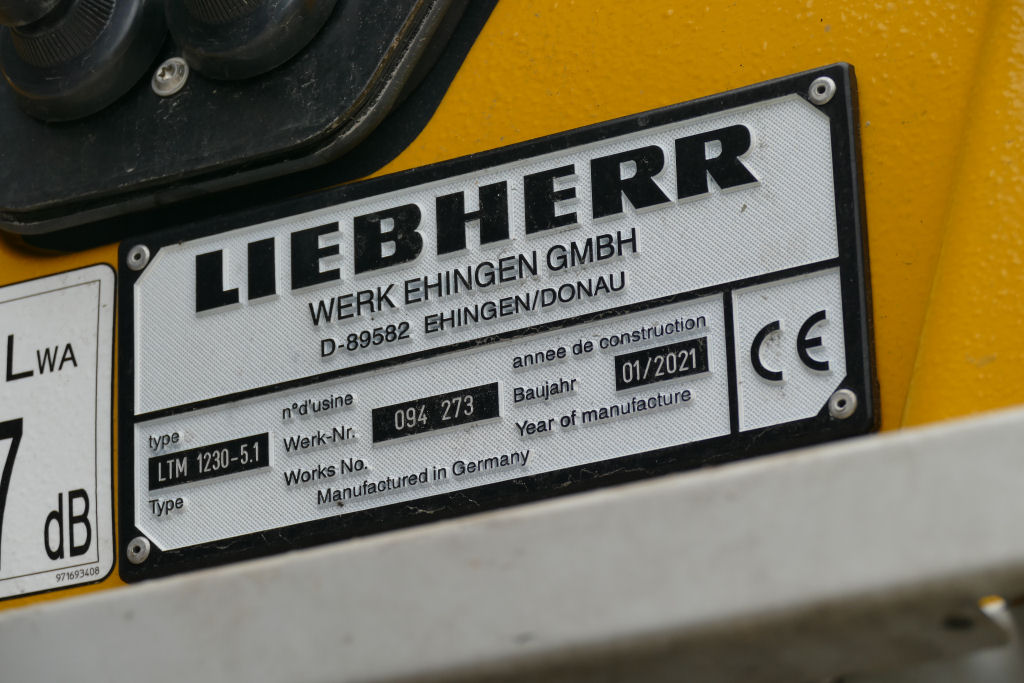 LIEBHERR
WERK EHINGEN GMBH
D-89582 EHINGEN/DONAU
type
LTM 1230-5.1
Type
n°d'usine
Werk-Nr. 094 273
Works No.
annee de construction
Baujahr 01/2021
Year of manufacture
Manufactured in Germany
CE
LWA
7
dB
971693408